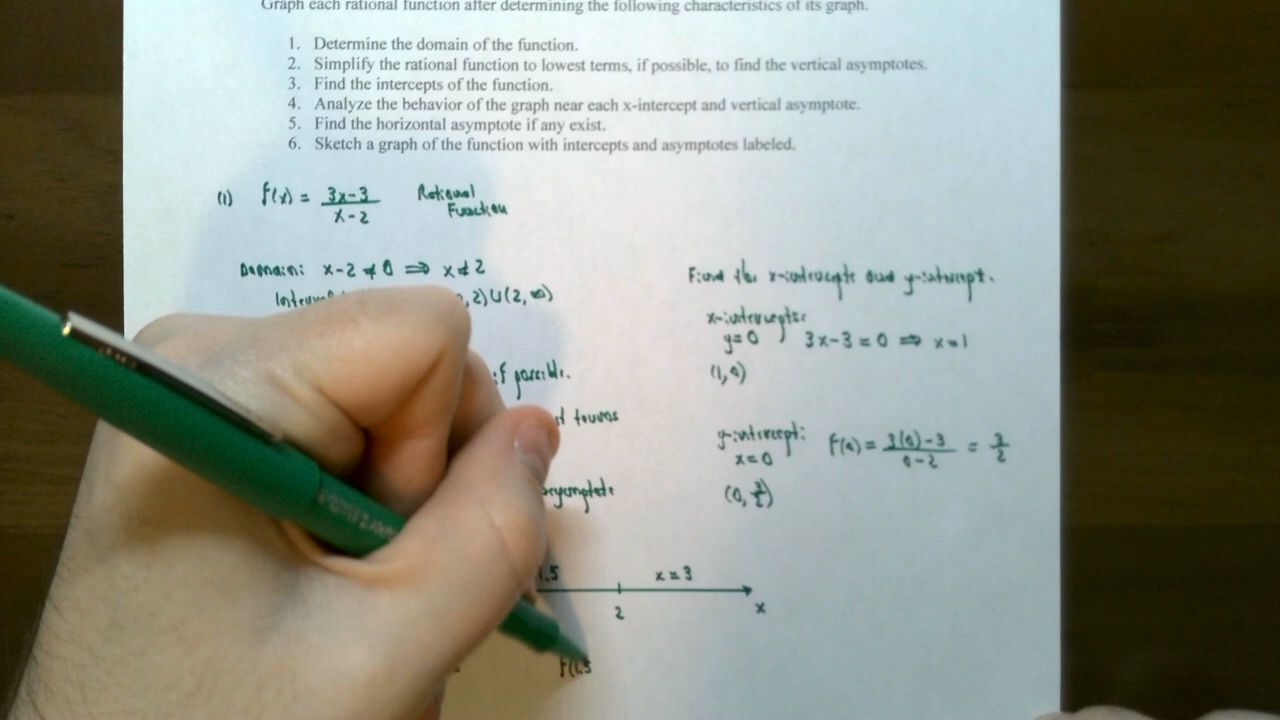 Graph each rational function after determining the following characteristics of its graph.
1. Determine the domain of the function.
2. Simplify the rational function to lowest terms, if possible, to find the vertical asymptotes.
3. Find the intercepts of the function.
4. Analyze the behavior of the graph near each x-intercept and vertical asymptote.
5. Find the horizontal asymptote if any exist.
6. Sketch a graph of the function with intercepts and asymptotes labeled.
(1) f(x) = (3x-3)/(x-2) Rational Function
Domain: x-2 ≠ 0 ⇒ x ≠ 2
,2)∪(2,∞)
if possible.
asymptote
Find the x-intercepts and y-intercept.
x-intercepts:
y=0, 3x-3=0 ⇒ x=1
(1,0)
y-intercept:
x=0
f(0) = (3(0)-3)/(0-2) = 3/2
(0, 3/2)
1.5 x=3
2 x
f(1.5